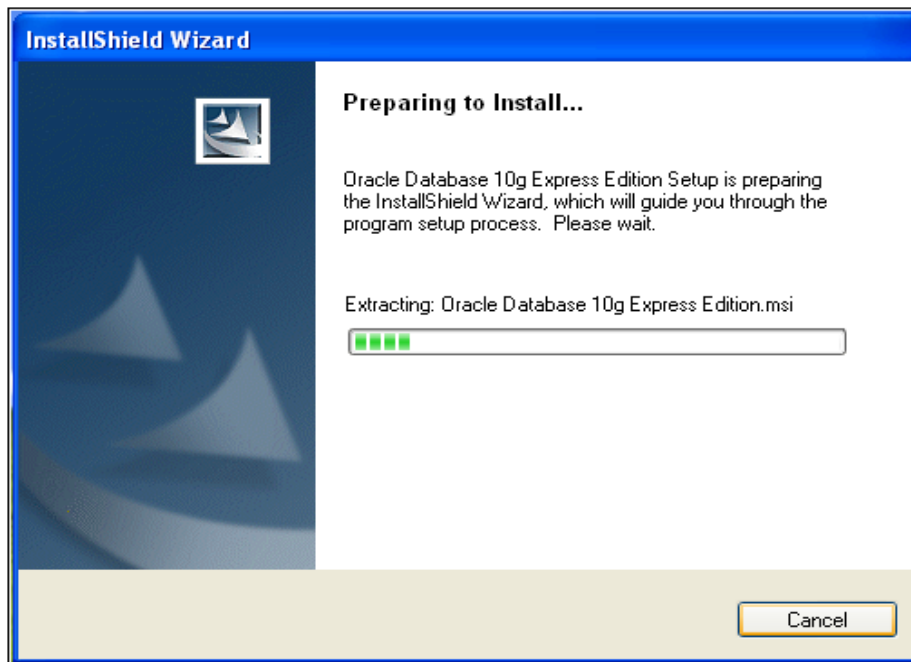 InstallShield Wizard
Preparing to Install...
Oracle Database 10g Express Edition Setup is preparing
the InstallShield Wizard, which will guide you through the
program setup process.  Please wait.
Extracting: Oracle Database 10g Express Edition.msi
Cancel